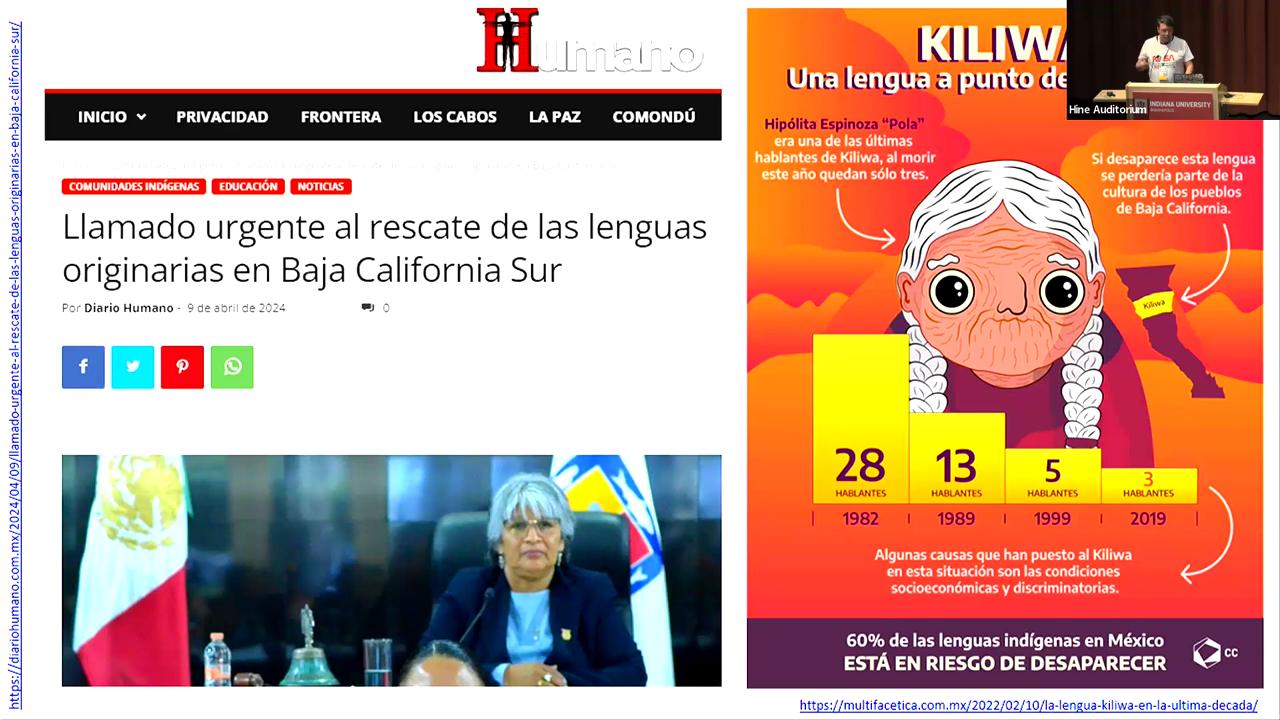 https://diariohumano.com.mx/2024/04/09/llamado-urgente-al-rescate-de-las-lenguas-originarias-en-baja-california-sur/
Humano
INICIO PRIVACIDAD FRONTERA LOS CABOS LA PAZ COMONDÚ
COMUNIDADES INDÍGENAS EDUCACIÓN NOTICIAS
Llamado urgente al rescate de las lenguas
originarias en Baja California Sur
Por Diario Humano - 9 de abril de 2024 0
KILIWA
Una lengua a punto de
Hipólita Espinoza “Pola”
era una de las últimas
hablantes de Kiliwa, al morir
este año quedan sólo tres.
Si desaparece esta lengua
se perdería parte de la
cultura de los pueblos
de Baja California.
Kiliwa
28
HABLANTES
1982
13
HABLANTES
1989
5
HABLANTES
1999
3
HABLANTES
2019
Algunas causas que han puesto al Kiliwa
en esta situación son las condiciones
socioeconómicas y discriminatorias.
60% de las lenguas indígenas en México
ESTÁ EN RIESGO DE DESAPARECER
CC
https://multifacetica.com.mx/2022/02/10/la-lengua-kiliwa-en-la-ultima-decada/
INDIANA UNIVERSITY
Hine Auditorium